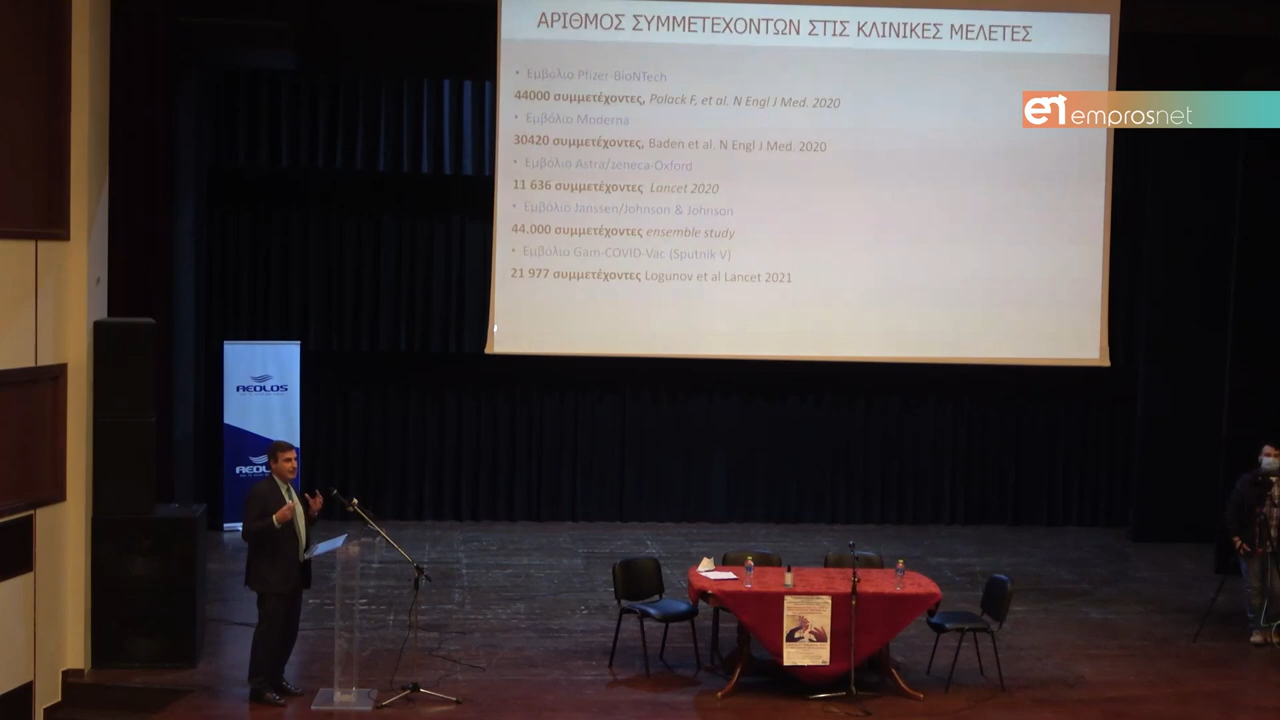 ΑΡΙΘΜΟΣ ΣΥΜΜΕΤΕΧΟΝΤΩΝ ΣΤΙΣ ΚΛΙΝΙΚΕΣ ΜΕΛΕΤΕΣ
• Εμβόλιο Pfizer-BioNTech
44000 συμμετέχοντες, Polack F, et al. N Engl J Med. 2020
• Εμβόλιο Moderna
30420 συμμετέχοντες, Baden et al. N Engl J Med. 2020
• Εμβόλιο Astra/zeneca-Oxford
11 636 συμμετέχοντες Lancet 2020
• Εμβόλιο Janssen/Johnson & Johnson
44.000 συμμετέχοντες ensemble study
• Εμβόλιο Gam-COVID-Vac (Sputnik V)
21 977 συμμετέχοντες Logunov et al Lancet 2021
en emprosnet
AEOLOS
AEOL